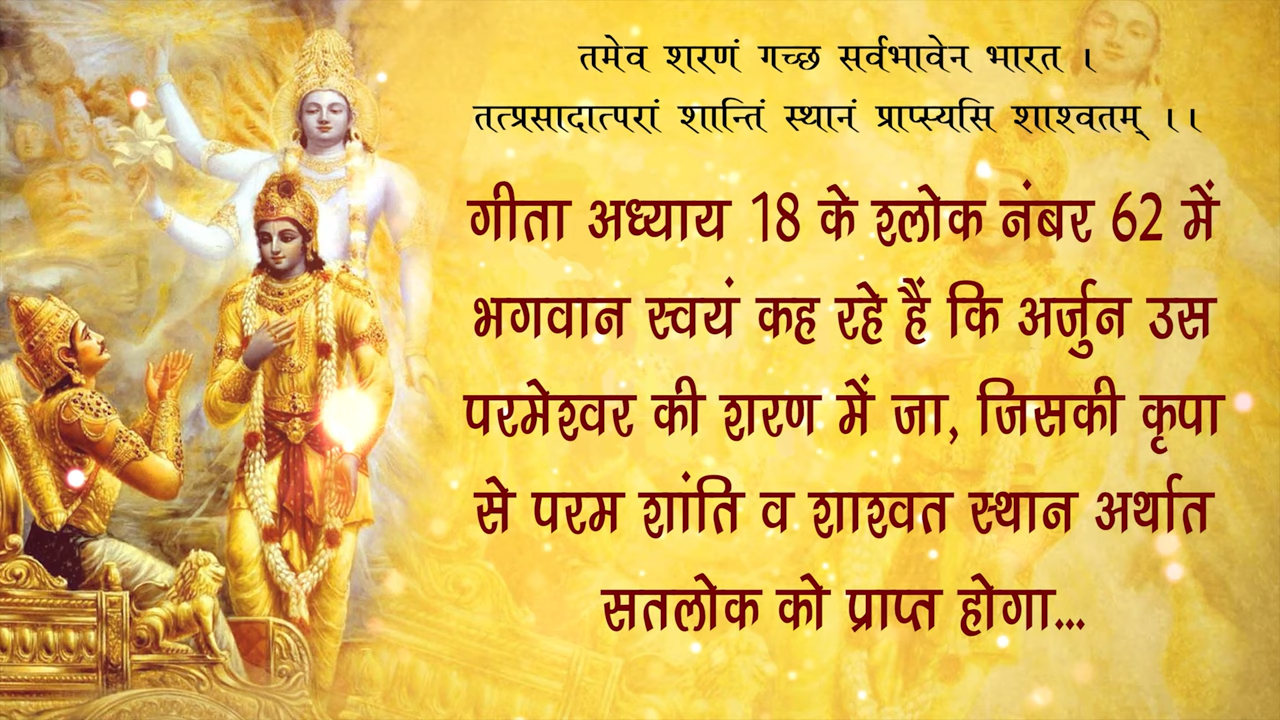 तमेव शरणं गच्छ सर्वभावेन भारत ।
तत्प्रसादात्परां शान्तिं स्थानं प्राप्स्यसि शाश्वतम् ।।
गीता अध्याय 18 के श्लोक नंबर 62 में
भगवान स्वयं कह रहे हैं कि अर्जुन उस
परमेश्वर की शरण में जा, जिसकी कृपा
से परम शांति व शाश्वत स्थान अर्थात
सतलोक को प्राप्त होगा...